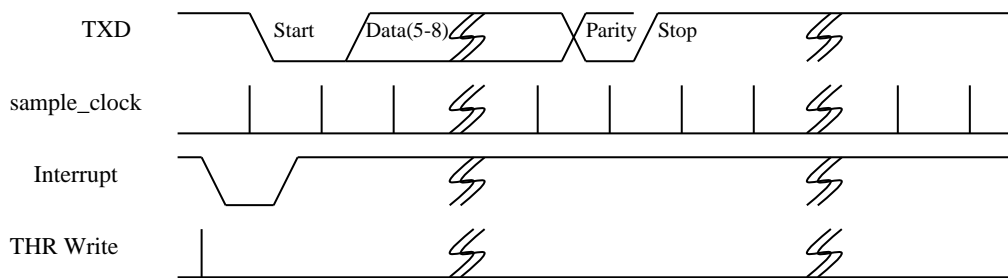 TXD
Start
Data(5-8)
Parity
Stop
sample_clock
Interrupt
THR Write